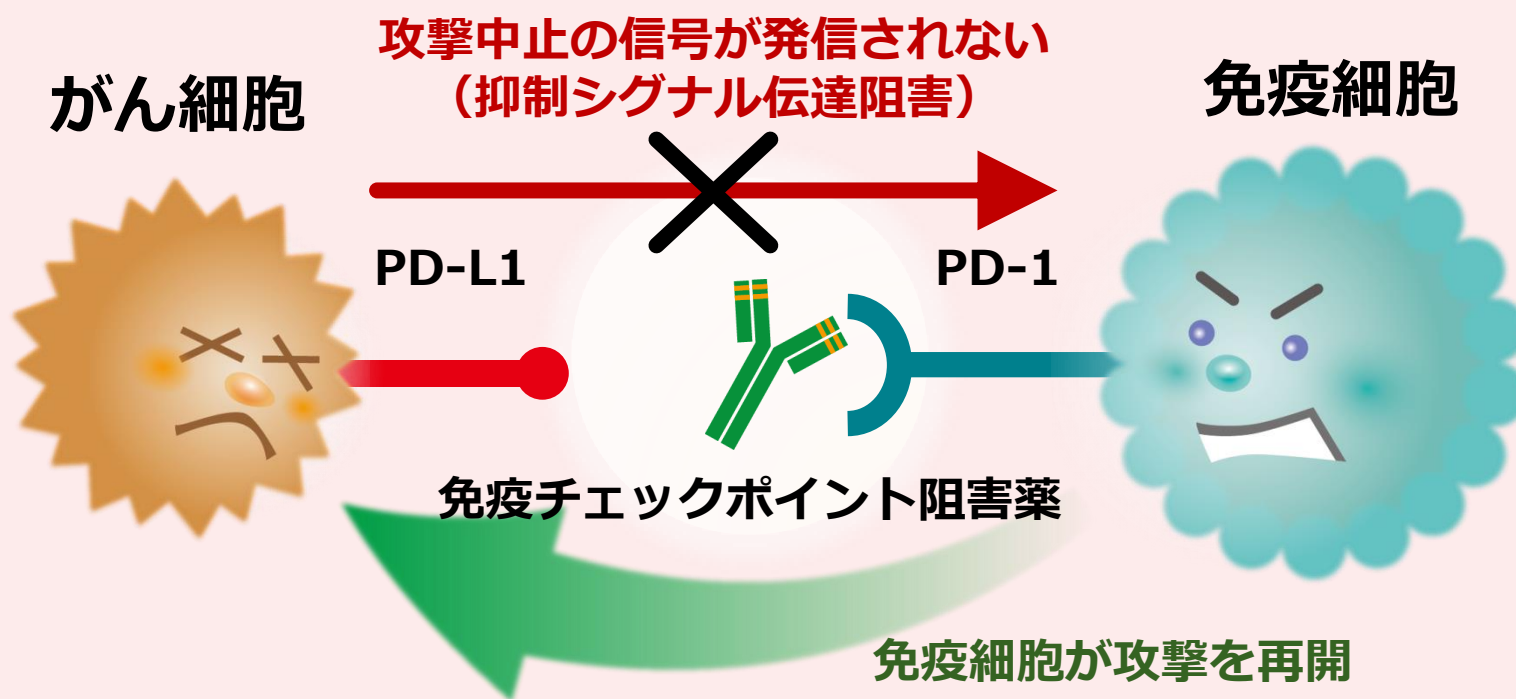 攻撃中止の信号が発信されない
（抑制シグナル伝達阻害）
がん細胞
免疫細胞
PD-L1
PD-1
免疫チェックポイント阻害薬
免疫細胞が攻撃を再開